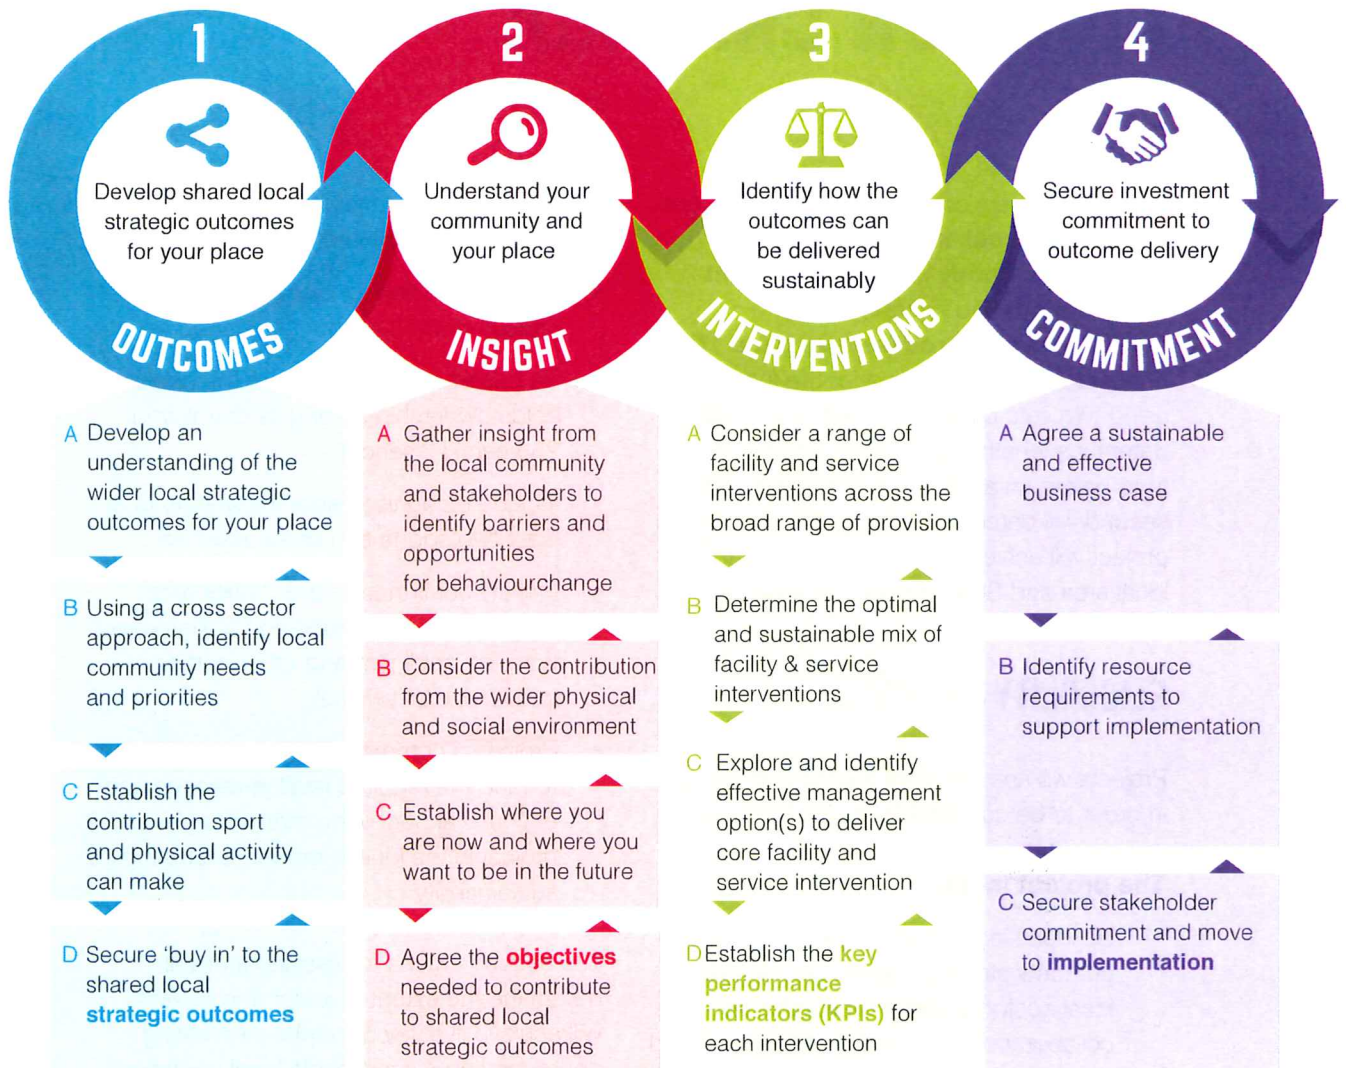 1
Develop shared local
strategic outcomes
for your place
OUTCOMES
2
Understand your
community and
your place
INSIGHT
3
Identify how the
outcomes can
be delivered
sustainably
INTERVENTIONS
4
Secure investment
commitment to
outcome delivery
COMMITMENT
A Develop an
understanding of the
wider local strategic
outcomes for your place
B Using a cross sector
approach, identify local
community needs
and priorities
C Establish the
contribution sport
and physical activity
can make
D Secure ‘buy in’ to the
shared local
strategic outcomes
A Gather insight from
the local community
and stakeholders to
identify barriers and
opportunities
for behaviourchange
B Consider the contribution
from the wider physical
and social environment
C Establish where you
are now and where you
want to be in the future
D Agree the objectives
needed to contribute
to shared local
strategic outcomes
A Consider a range of
facility and service
interventions across the
broad range of provision
B Determine the optimal
and sustainable mix of
facility & service
interventions
C Explore and identify
effective management
option(s) to deliver
core facility and
service intervention
D Establish the key
performance
indicators (KPIs) for
each intervention
A Agree a sustainable
and effective
business case
B Identify resource
requirements to
support implementation
C Secure stakeholder
commitment and move
to implementation